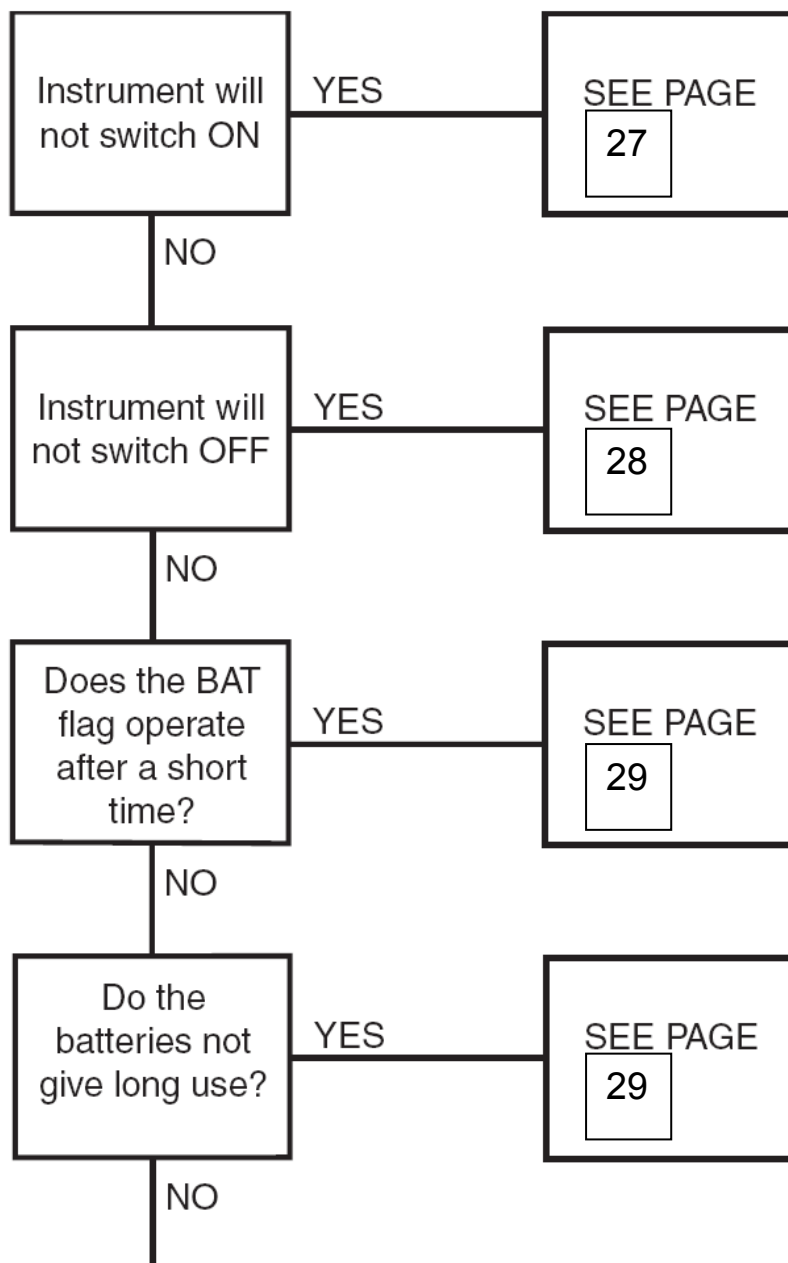 Instrument will
not switch ON
YES
SEE PAGE
27
NO
Instrument will
not switch OFF
YES
SEE PAGE
28
NO
Does the BAT
flag operate
after a short
time?
YES
SEE PAGE
29
NO
Do the
batteries not
give long use?
YES
SEE PAGE
29
NO